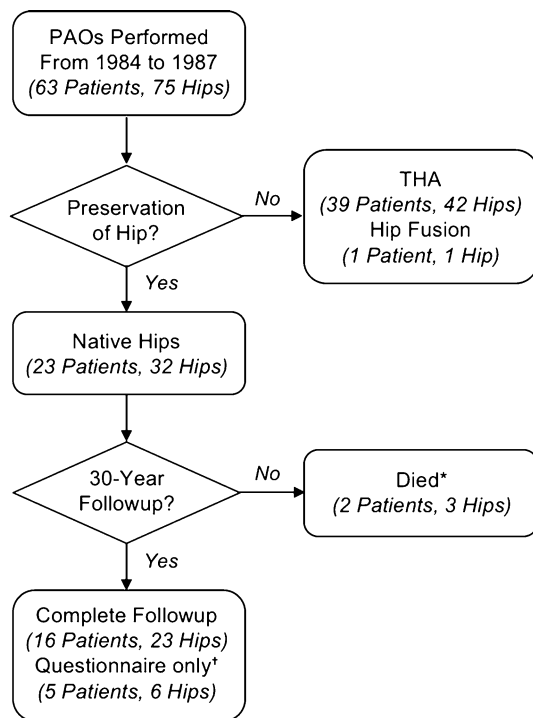 PAOs Performed
From 1984 to 1987
(63 Patients, 75 Hips)
Preservation
of Hip?
No
THA
(39 Patients, 42 Hips)
Hip Fusion
(1 Patient, 1 Hip)
Yes
Native Hips
(23 Patients, 32 Hips)
30-Year
Followup?
No
Died*
(2 Patients, 3 Hips)
Yes
Complete Followup
(16 Patients, 23 Hips)
Questionnaire only†
(5 Patients, 6 Hips)